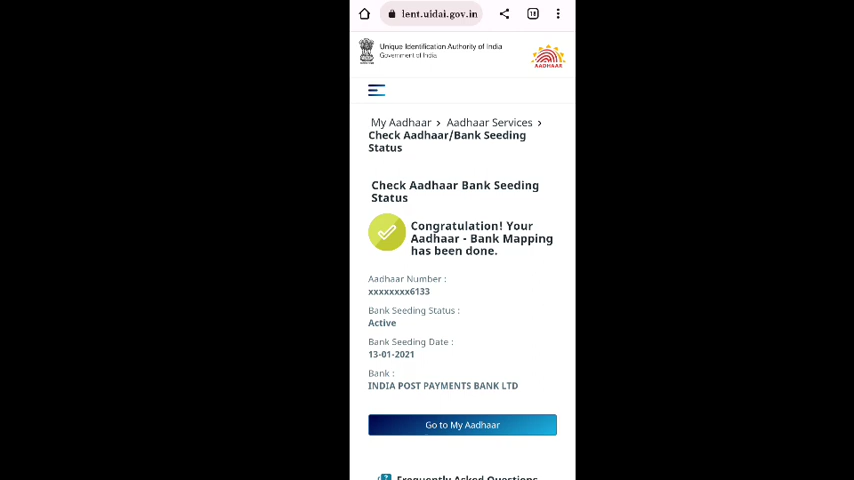 lent.uidai.gov.in
18
Unique Identification Authority of India
Government of India
AADHAAR
My Aadhaar > Aadhaar Services >
Check Aadhaar/Bank Seeding
Status
Check Aadhaar Bank Seeding
Status
Congratulation! Your
Aadhaar - Bank Mapping
has been done.
Aadhaar Number :
xxxxxxxx6133
Bank Seeding Status :
Active
Bank Seeding Date :
13-01-2021
Bank :
INDIA POST PAYMENTS BANK LTD
Go to My Aadhaar
Frequently Asked Questions